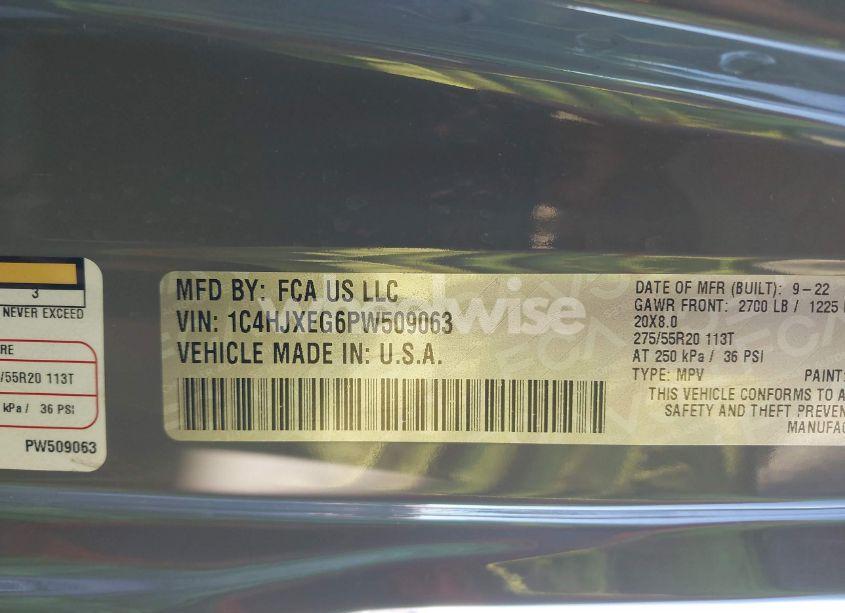 3
NEVER EXCEED
RE
/55R20 113T
kPa / 36 PSI
PW509063
MFD BY: FCA US LLC
VIN: 1C4HJXEG6PW509063
VEHICLE MADE IN: U.S.A.
wheelwise
DATE OF MFR (BUILT): 9-22
GAWR FRONT: 2700 LB / 1225
20X8.0
275/55R20 113T
AT 250 kPa / 36 PSI
TYPE: MPV PAINT:
THIS VEHICLE CONFORMS TO A
SAFETY AND THEFT PREVEN
MANUFAC